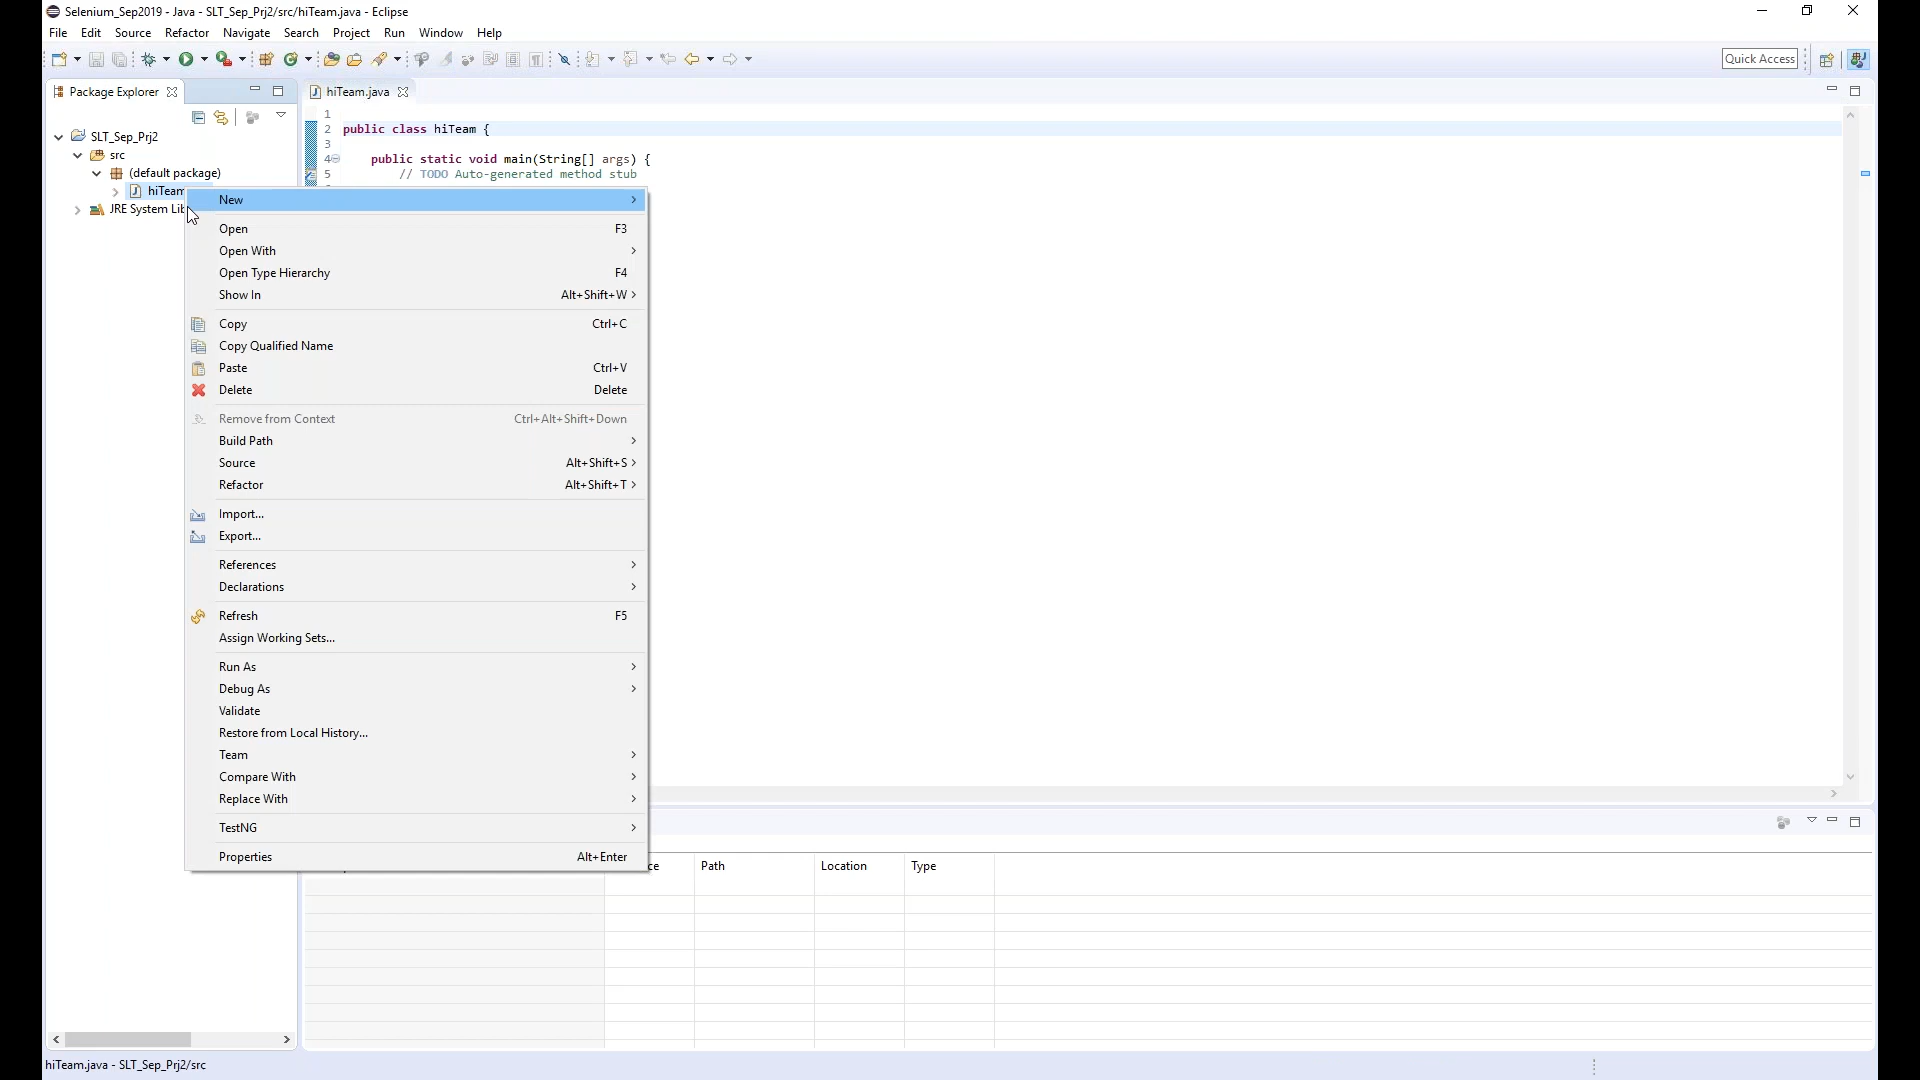 Selenium_Sep2019 - Java - SLT_Sep_Prj2/src/hiTeam.java - Eclipse
File Edit Source Refactor Navigate Search Project Run Window Help
Quick Access
Package Explorer
hiTeam.java
SLT_Sep_Prj2
src
(default package)
hiTeam
JRE System Lib
1
2 public class hiTeam {
3
4 public static void main(String[] args) {
5 // TODO Auto-generated method stub
New
Open F3
Open With
Open Type Hierarchy F4
Show In Alt+Shift+W
Copy Ctrl+C
Copy Qualified Name
Paste Ctrl+V
Delete Delete
Remove from Context Ctrl+Alt+Shift+Down
Build Path
Source Alt+Shift+S
Refactor Alt+Shift+T
Import...
Export...
References
Declarations
Refresh F5
Assign Working Sets...
Run As
Debug As
Validate
Restore from Local History...
Team
Compare With
Replace With
TestNG
Properties Alt+Enter
ce Path Location Type
hiTeam.java - SLT_Sep_Prj2/src